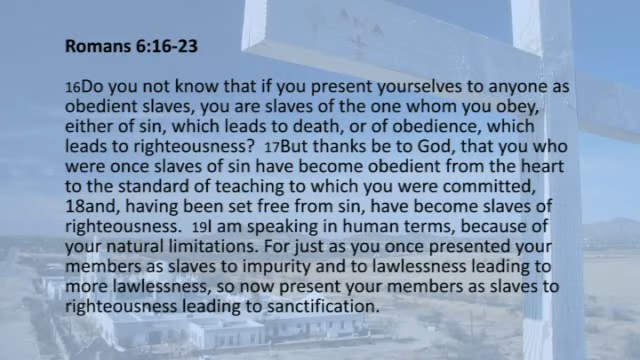 Romans 6:16-23
16Do you not know that if you present yourselves to anyone as
obedient slaves, you are slaves of the one whom you obey,
either of sin, which leads to death, or of obedience, which
leads to righteousness?  17But thanks be to God, that you who
were once slaves of sin have become obedient from the heart
to the standard of teaching to which you were committed,
18and, having been set free from sin, have become slaves of
righteousness.  19I am speaking in human terms, because of
your natural limitations. For just as you once presented your
members as slaves to impurity and to lawlessness leading to
more lawlessness, so now present your members as slaves to
righteousness leading to sanctification.